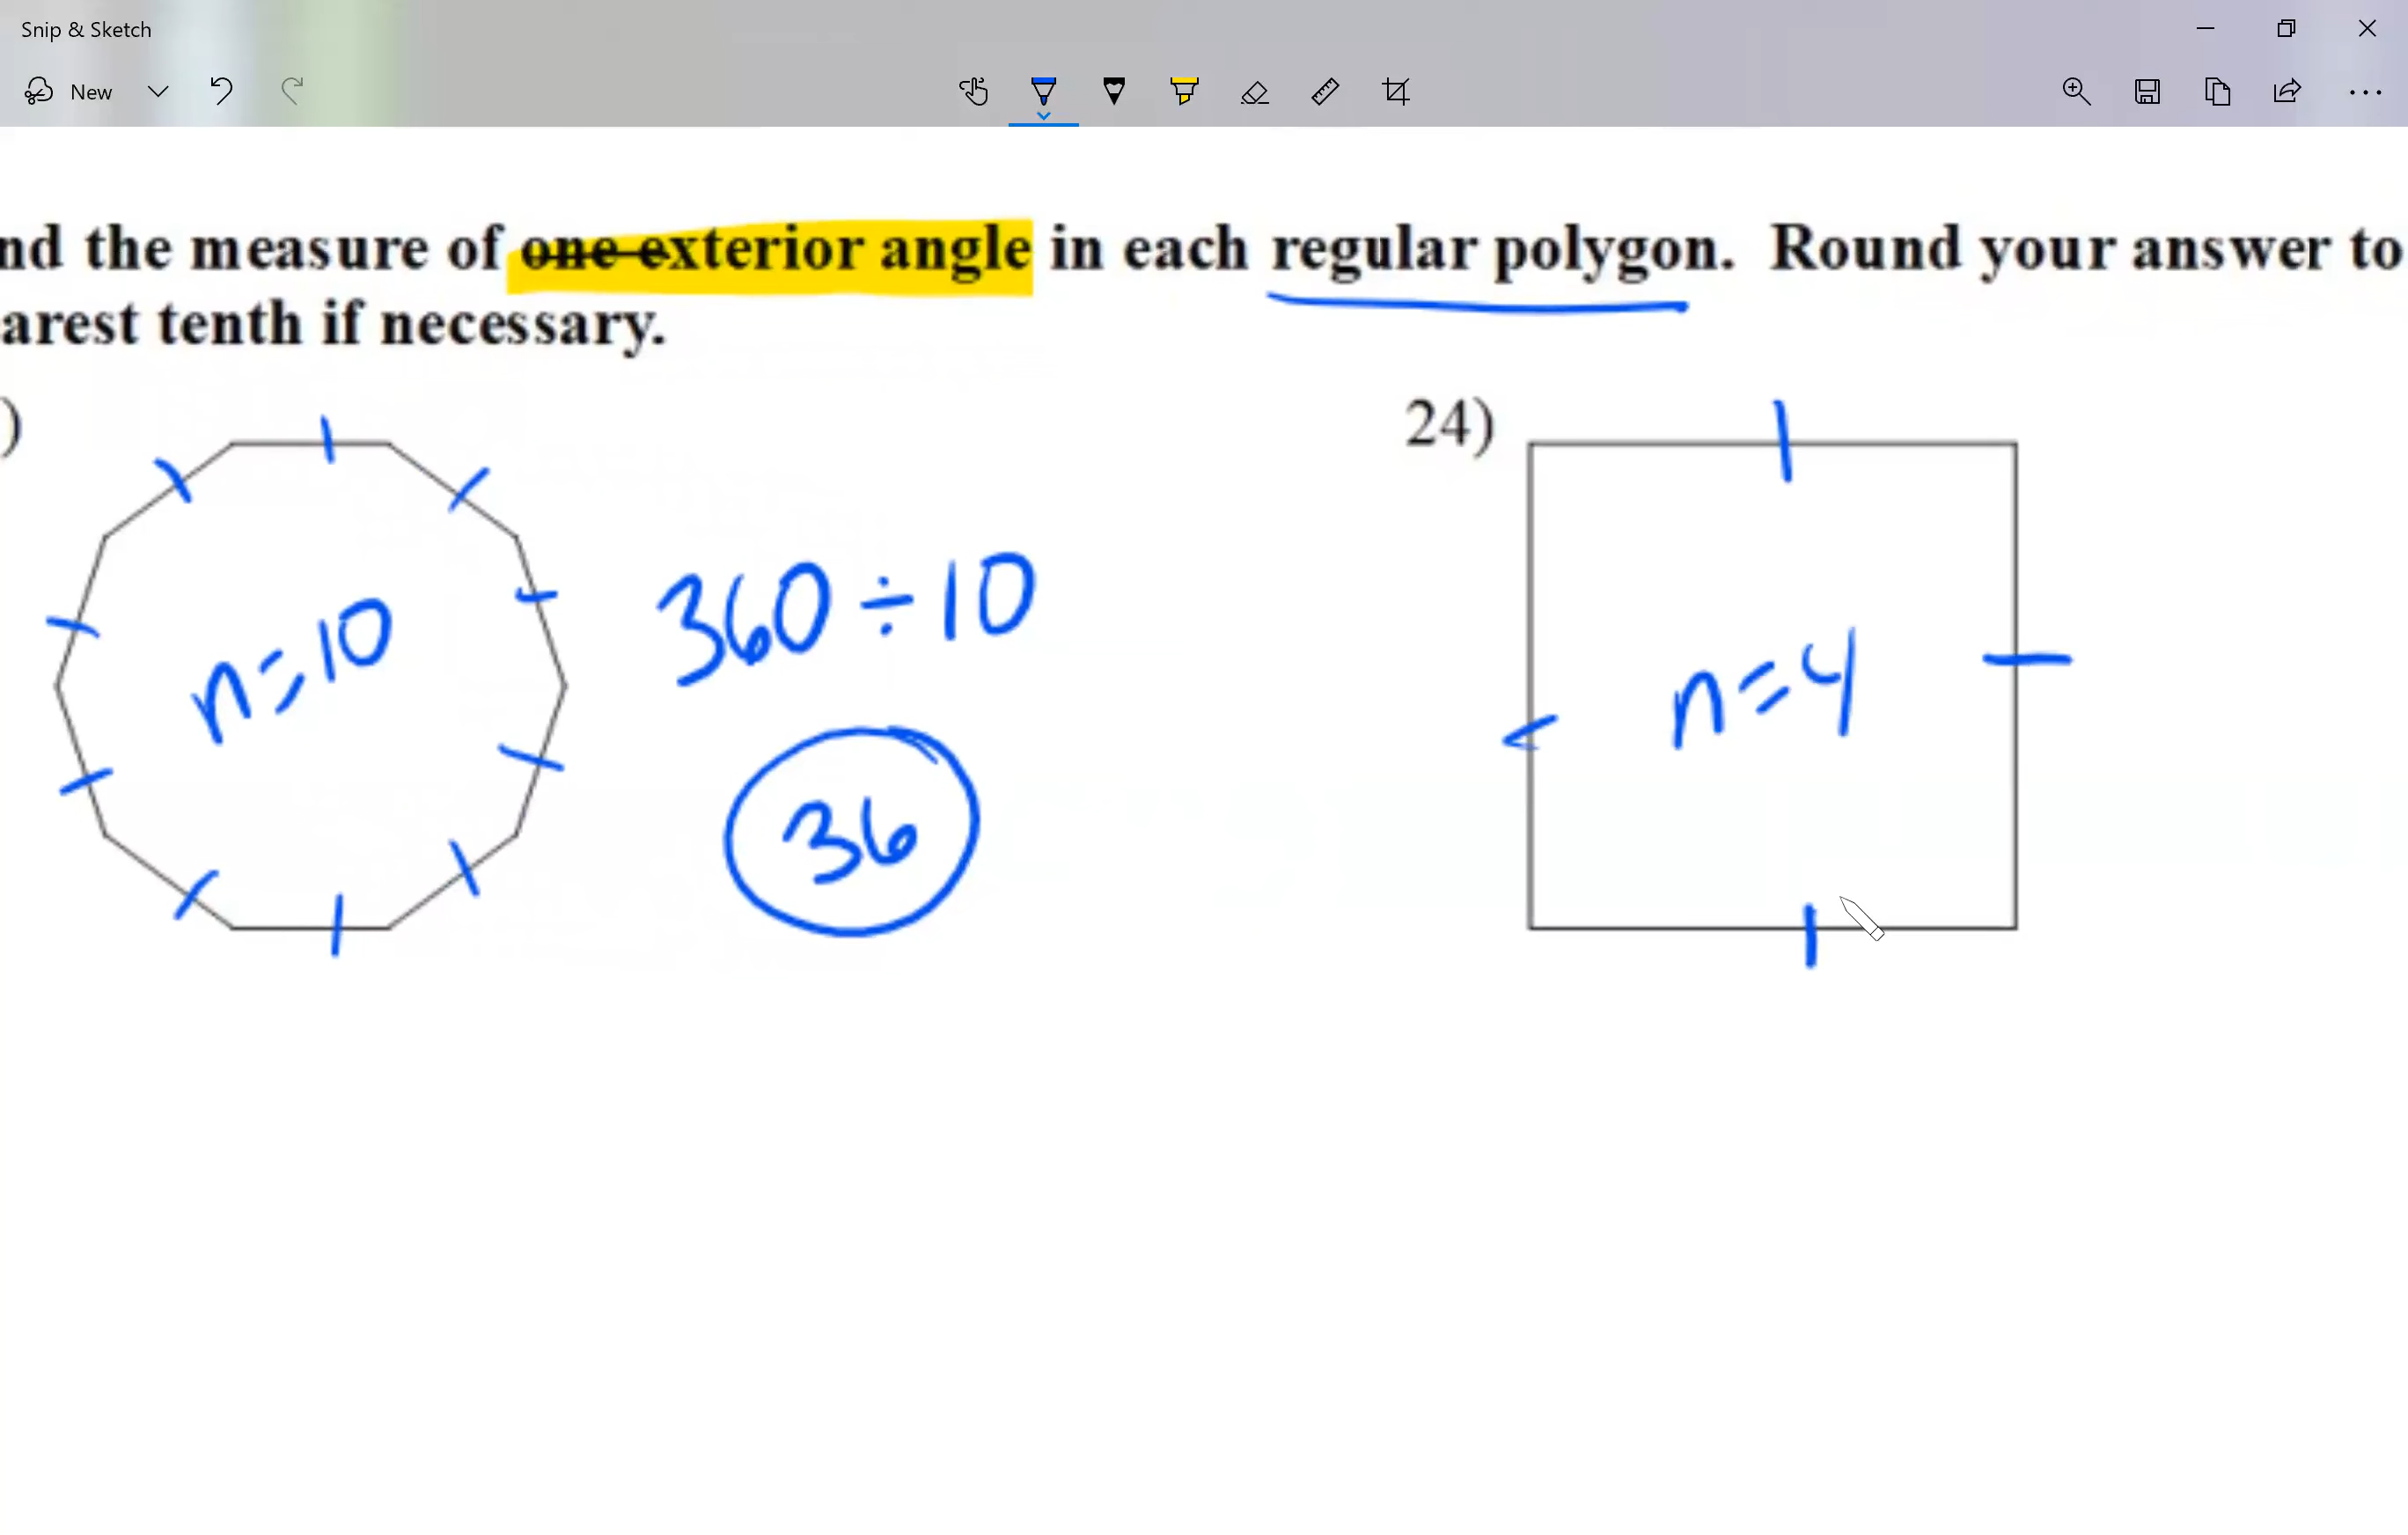 Snip & Sketch
New
nd the measure of one exterior angle in each regular polygon. Round your answer to
arest tenth if necessary.
)
n=10
360÷10
36
24)
n=4